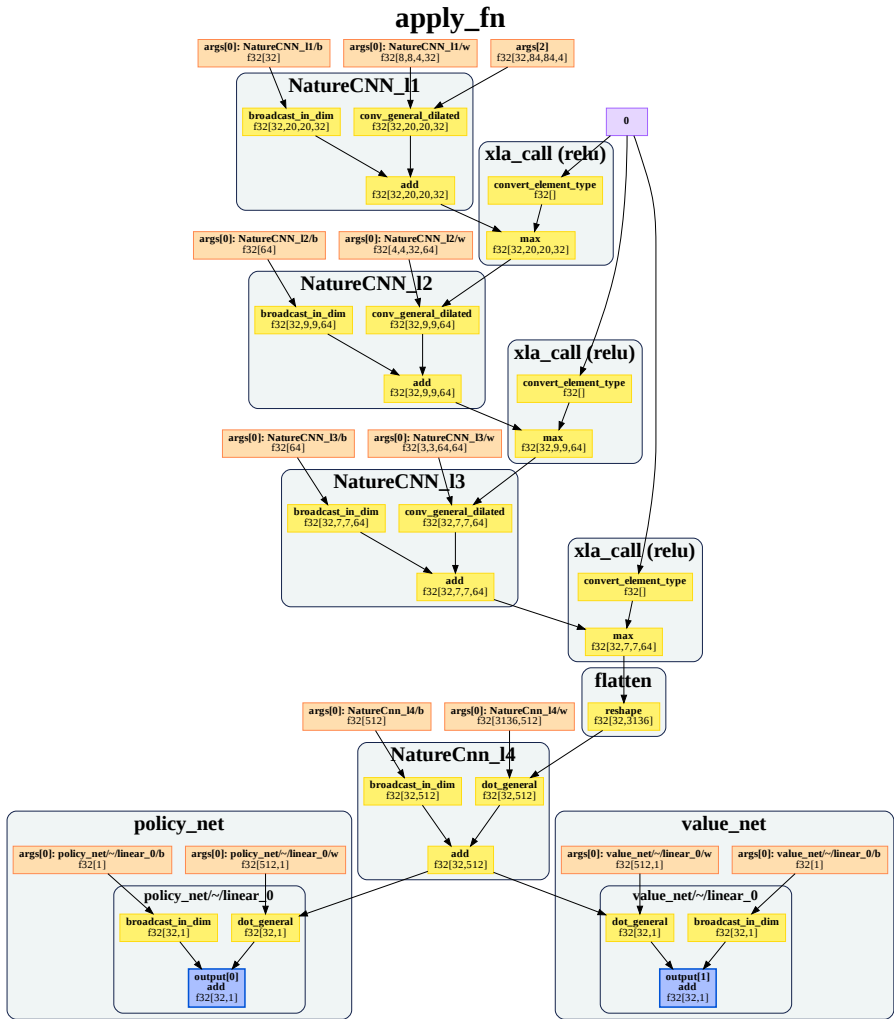 apply_fn
args[0]: NatureCNN_l1/b
f32[32]
args[0]: NatureCNN_l1/w
f32[8,8,4,32]
args[2]
f32[32,84,84,4]
NatureCNN_l1
broadcast_in_dim
f32[32,20,20,32]
conv_general_dilated
f32[32,20,20,32]
0
xla_call (relu)
add
f32[32,20,20,32]
convert_element_type
f32[]
max
f32[32,20,20,32]
args[0]: NatureCNN_l2/b
f32[64]
args[0]: NatureCNN_l2/w
f32[4,4,32,64]
NatureCNN_l2
broadcast_in_dim
f32[32,9,9,64]
conv_general_dilated
f32[32,9,9,64]
xla_call (relu)
add
f32[32,9,9,64]
convert_element_type
f32[]
max
f32[32,9,9,64]
args[0]: NatureCNN_l3/b
f32[64]
args[0]: NatureCNN_l3/w
f32[3,3,64,64]
NatureCNN_l3
broadcast_in_dim
f32[32,7,7,64]
conv_general_dilated
f32[32,7,7,64]
xla_call (relu)
add
f32[32,7,7,64]
convert_element_type
f32[]
max
f32[32,7,7,64]
flatten
reshape
f32[32,3136]
args[0]: NatureCnn_l4/b
f32[512]
args[0]: NatureCnn_l4/w
f32[3136,512]
NatureCnn_l4
broadcast_in_dim
f32[32,512]
dot_general
f32[32,512]
add
f32[32,512]
policy_net
args[0]: policy_net/~/linear_0/b
f32[1]
args[0]: policy_net/~/linear_0/w
f32[512,1]
policy_net/~/linear_0
broadcast_in_dim
f32[32,1]
dot_general
f32[32,1]
output[0]
add
f32[32,1]
value_net
args[0]: value_net/~/linear_0/w
f32[512,1]
args[0]: value_net/~/linear_0/b
f32[1]
value_net/~/linear_0
dot_general
f32[32,1]
broadcast_in_dim
f32[32,1]
output[1]
add
f32[32,1]